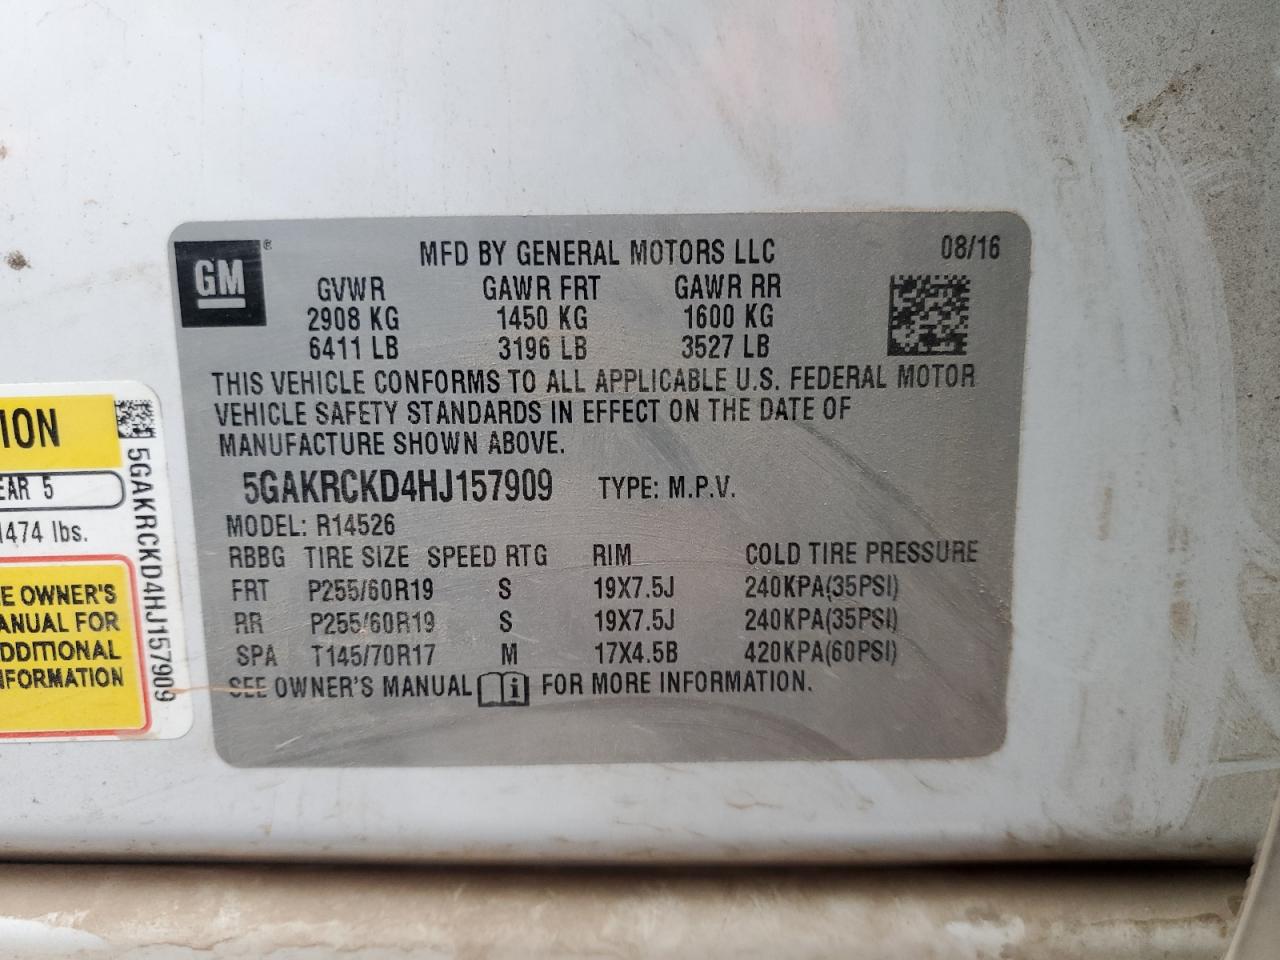 GM ®
MFD BY GENERAL MOTORS LLC 08/16
GVWR GAWR FRT GAWR RR
2908 KG 1450 KG 1600 KG
6411 LB 3196 LB 3527 LB
THIS VEHICLE CONFORMS TO ALL APPLICABLE U.S. FEDERAL MOTOR
VEHICLE SAFETY STANDARDS IN EFFECT ON THE DATE OF
MANUFACTURE SHOWN ABOVE.
5GAKRCKD4HJ157909 TYPE: M.P.V.
MODEL: R14526
RBBG TIRE SIZE SPEED RTG RIM COLD TIRE PRESSURE
FRT P255/60R19 S 19X7.5J 240KPA(35PSI)
RR P255/60R19 S 19X7.5J 240KPA(35PSI)
SPA T145/70R17 M 17X4.5B 420KPA(60PSI)
SEE OWNER'S MANUAL i FOR MORE INFORMATION.
ION
EAR 5
1474 lbs.
E OWNER'S
ANUAL FOR
DDITIONAL
NFORMATION
5GAKRCKD4HJ157909